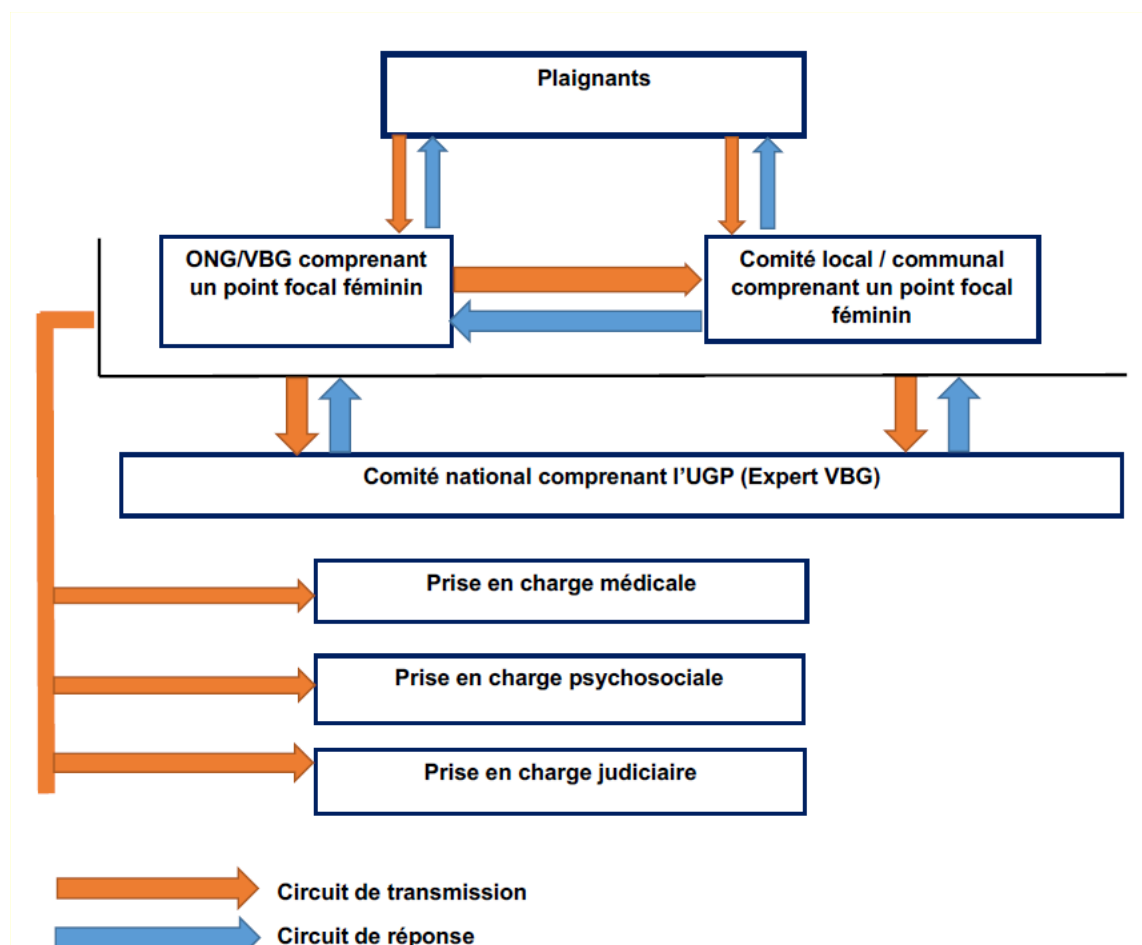 Plaignants
ONG/VBG comprenant
un point focal féminin
Comité local / communal
comprenant un point focal
féminin
Comité national comprenant l’UGP (Expert VBG)
Prise en charge médicale
Prise en charge psychosociale
Prise en charge judiciaire
Circuit de transmission
Circuit de réponse